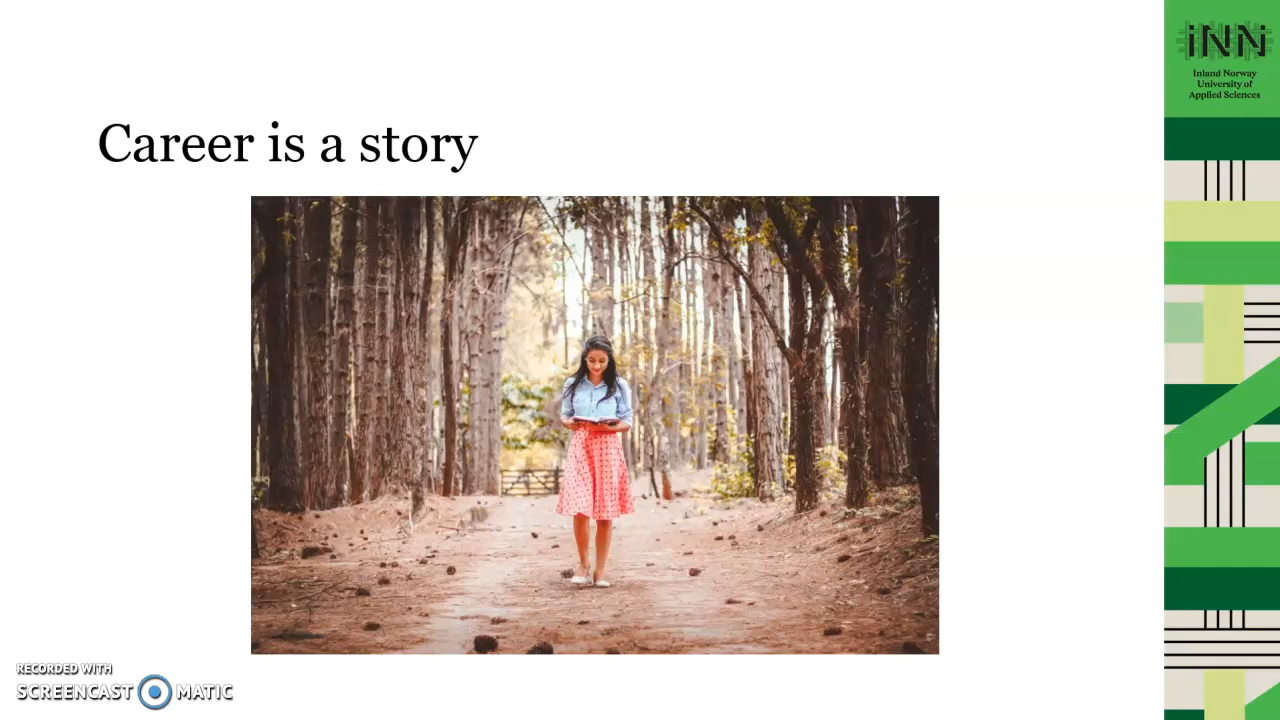 iNN
Inland Norway
University of
Applied Sciences
Career is a story
RECORDED WITH
SCREENCAST MATIC